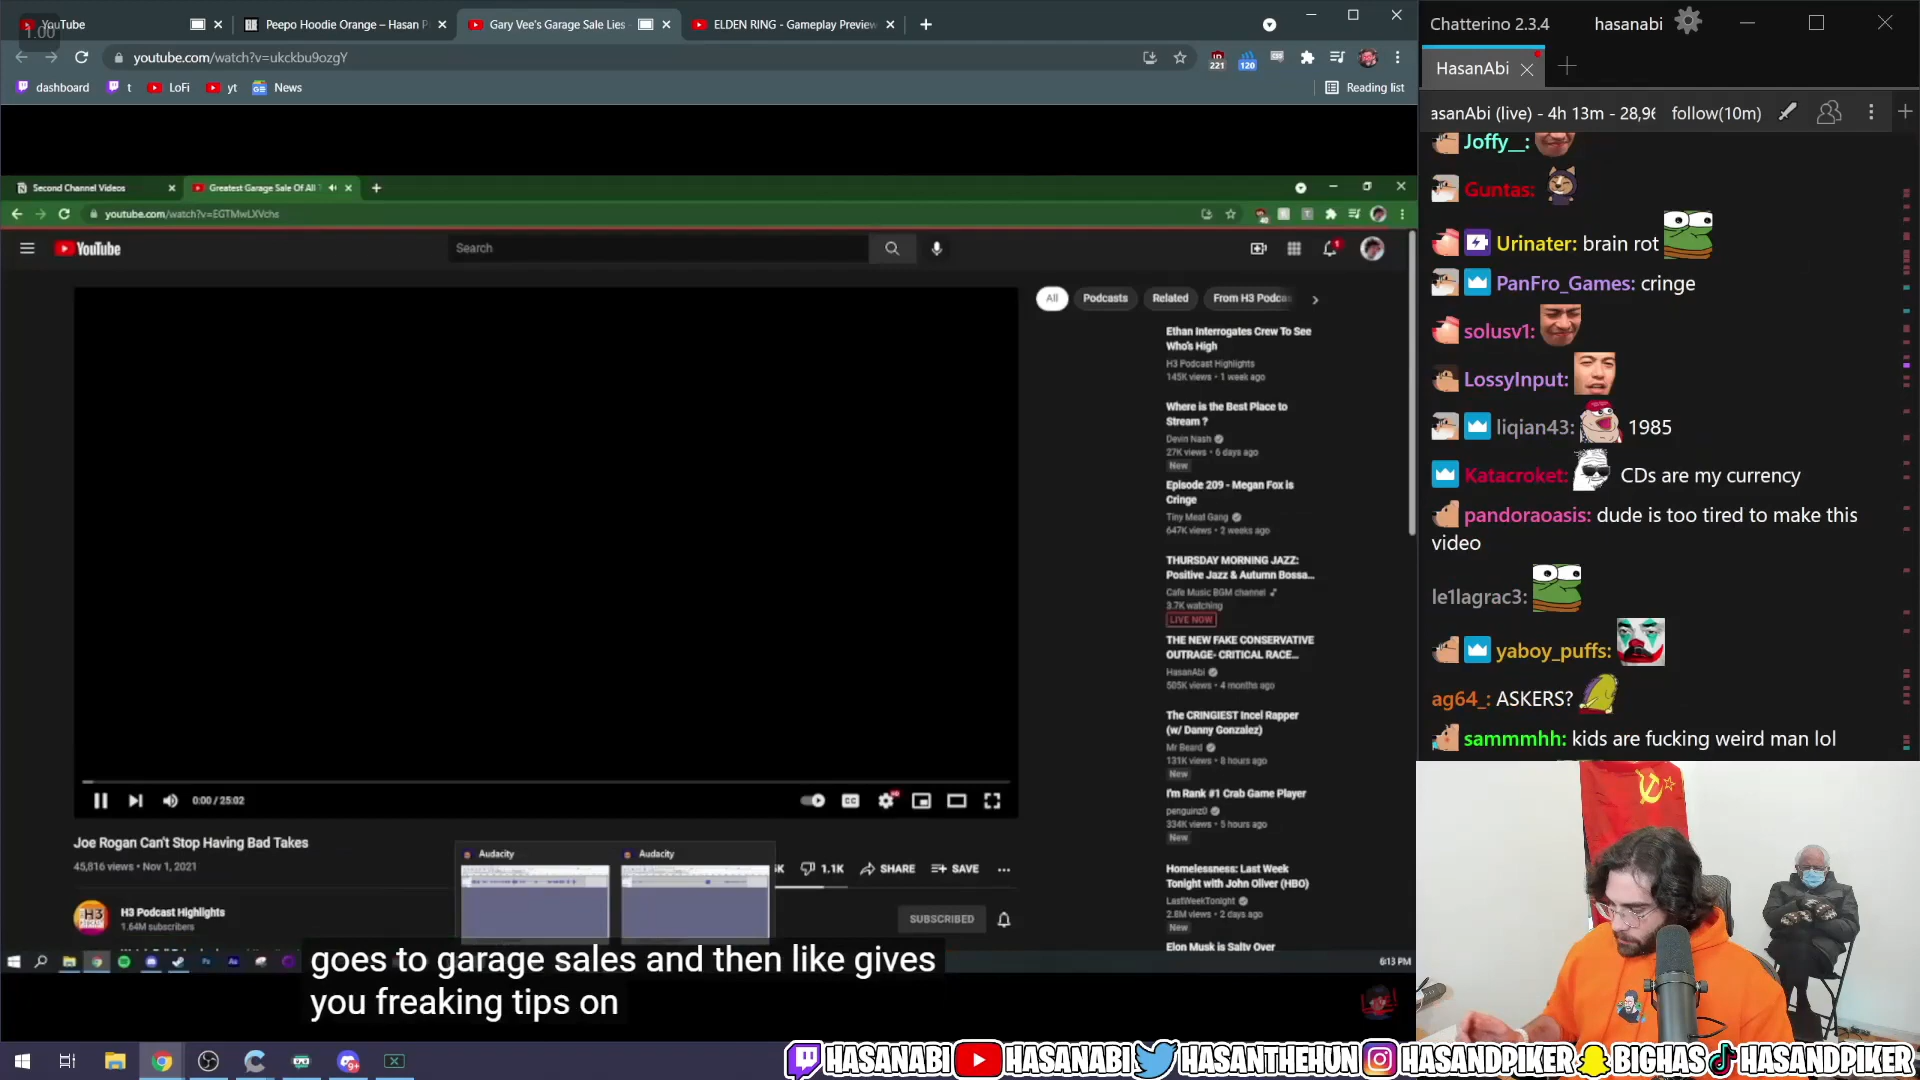 YouTube
Peepo Hoodie Orange – Hasan P
Gary Vee's Garage Sale Lies
ELDEN RING - Gameplay Preview
1.00
youtube.com/watch?v=ukckbu9ozgY
221
120
dashboard
t
LoFi
yt
News
Reading list
Second Channel Videos
Greatest Garage Sale Of All T
youtube.com/watch?v=EGTMwLXVchs
YouTube
Search
All
Podcasts
Related
From H3 Podca
Ethan Interrogates Crew To See
Who's High
H3 Podcast Highlights
145K views • 1 week ago
Where is the Best Place to
Stream ?
Devin Nash
27K views • 6 days ago
New
Episode 209 - Megan Fox is
Cringe
Tiny Meat Gang
647K views • 2 weeks ago
THURSDAY MORNING JAZZ:
Positive Jazz & Autumn Bossa...
Cafe Music BGM channel
3.7K watching
LIVE NOW
THE NEW FAKE CONSERVATIVE
OUTRAGE- CRITICAL RACE...
HasanAbi
505K views • 4 months ago
The CRINGIEST Incel Rapper
(w/ Danny Gonzalez)
Mr Beard
131K views • 8 hours ago
New
I'm Rank #1 Crab Game Player
penguinz0
334K views • 5 hours ago
New
Homelessness: Last Week
Tonight with John Oliver (HBO)
LastWeekTonight
2.8M views • 2 days ago
New
Elon Musk is Salty Over
0:00 / 25:02
CC
Joe Rogan Can't Stop Having Bad Takes
45,816 views • Nov 1, 2021
Audacity
Audacity
1.1K
SHARE
SAVE
H3 Podcast Highlights
1.64M subscribers
SUBSCRIBED
goes to garage sales and then like gives
you freaking tips on
6:13 PM
Chatterino 2.3.4
hasanabi
HasanAbi
asanAbi (live) - 4h 13m - 28,96
follow(10m)
Joffy__:
Guntas:
Urinater: brain rot
PanFro_Games: cringe
solusv1:
LossyInput:
liqian43: 1985
Katacroket: CDs are my currency
pandoraoasis: dude is too tired to make this
video
le1lagrac3:
yaboy_puffs:
ag64_: ASKERS?
sammmhh: kids are fucking weird man lol
HASANABI
HASANABI
HASANTHEHUN
HASANDPIKER
BIGHAS
HASANDPIKER